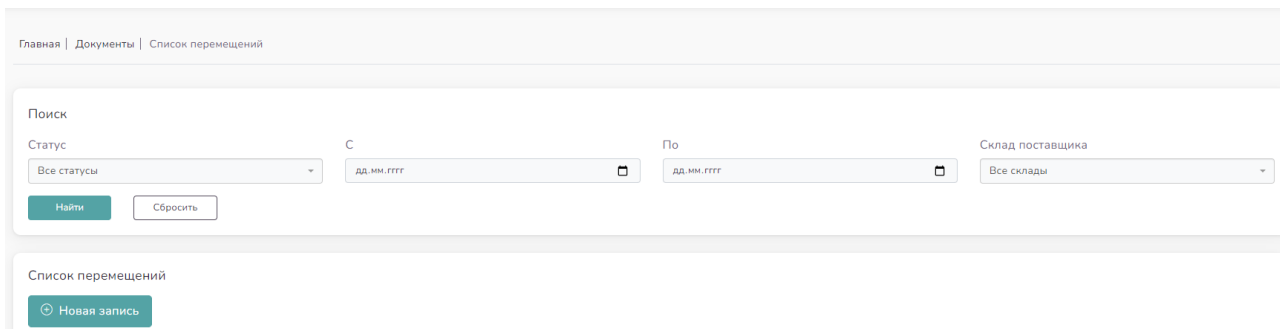 Главная | Документы | Список перемещений
Поиск
Статус С По Склад поставщика
Все статусы дд.мм.гггг дд.мм.гггг Все склады
Найти Сбросить
Список перемещений
Новая запись